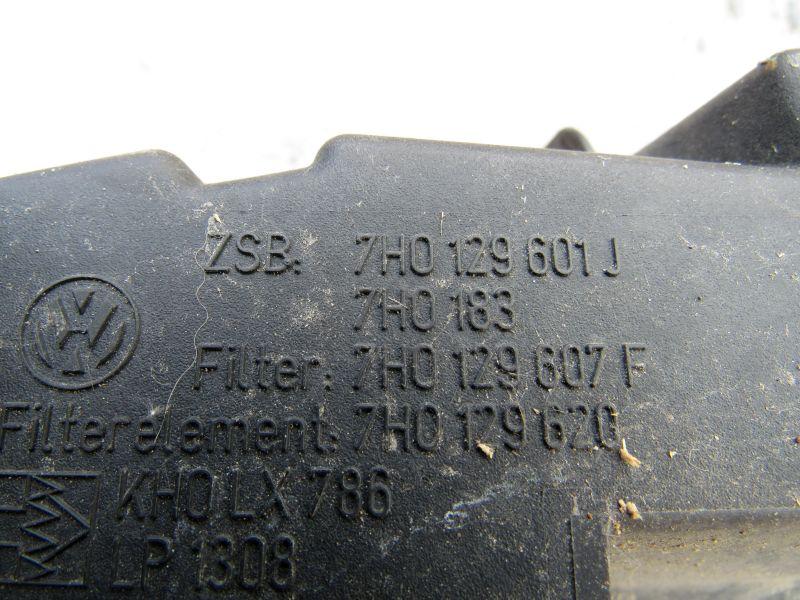 ZSB: 7H0 129 601 J
7H0 183
Filter: 7H0 129 607 F
Filterelement: 7H0 129 620
KHO LX 786
LP 1308